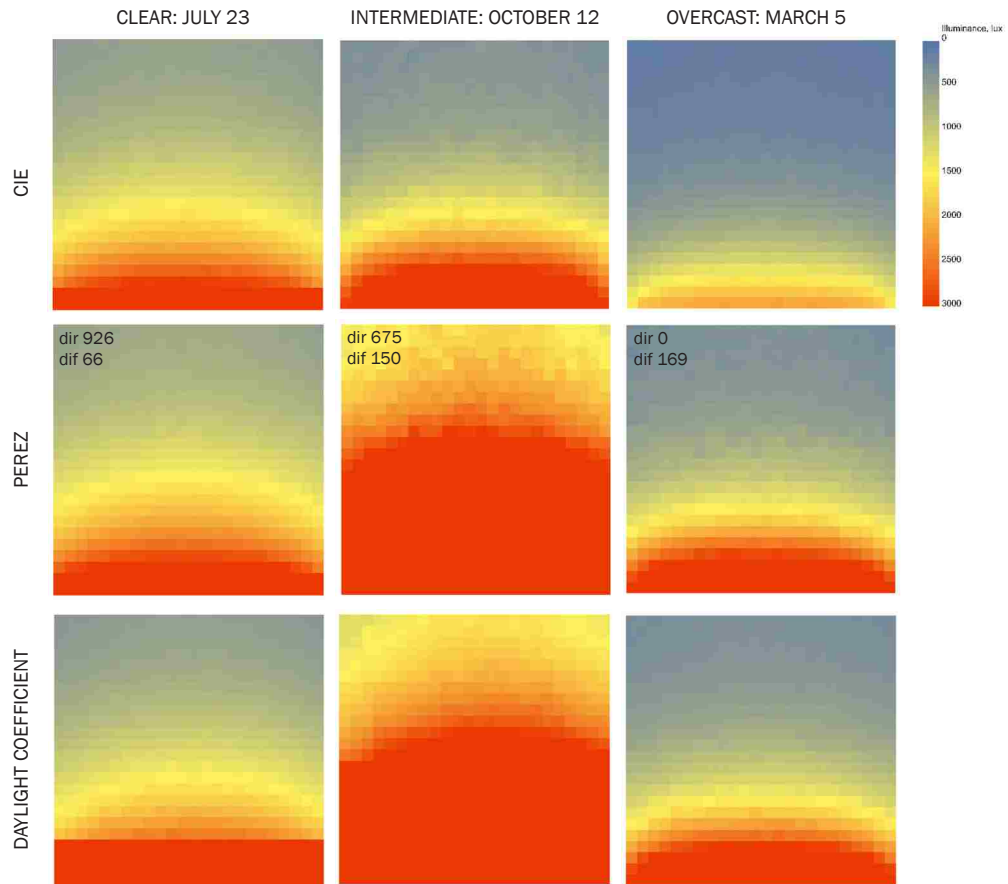 CLEAR: JULY 23
INTERMEDIATE: OCTOBER 12
OVERCAST: MARCH 5
Illuminance, lux
0
500
1000
1500
2000
2500
3000
CIE
PEREZ
dir 926
dif 66
dir 675
dif 150
dir 0
dif 169
DAYLIGHT COEFFICIENT